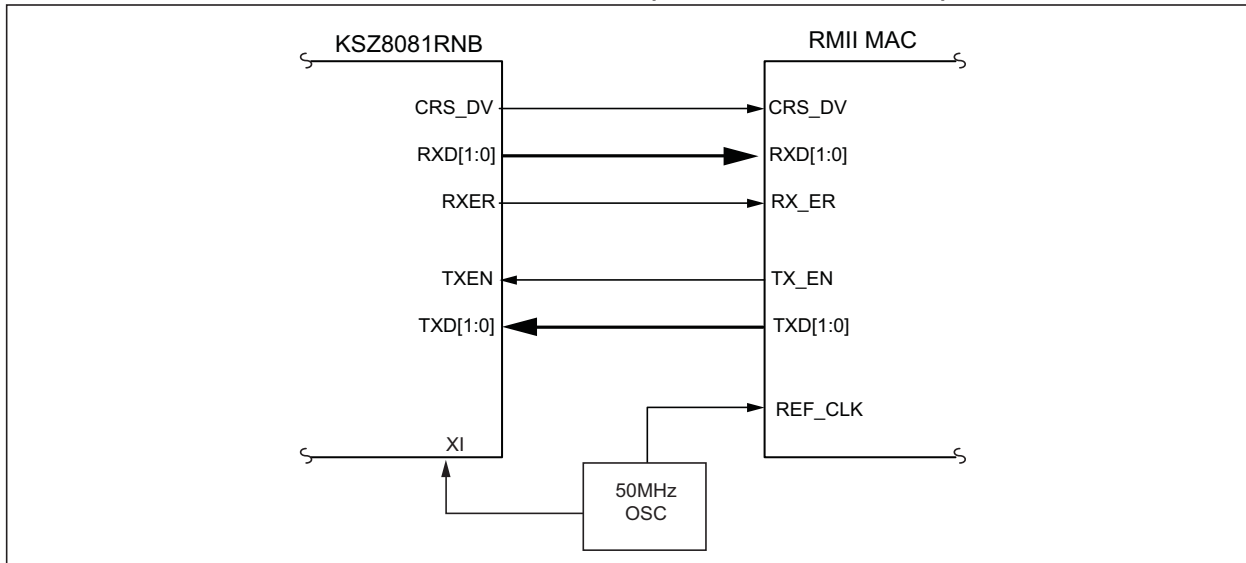 KSZ8081RNB
RMII MAC
CRS_DV
CRS_DV
RXD[1:0]
RXD[1:0]
RXER
RX_ER
TXEN
TX_EN
TXD[1:0]
TXD[1:0]
REF_CLK
XI
50MHz
OSC